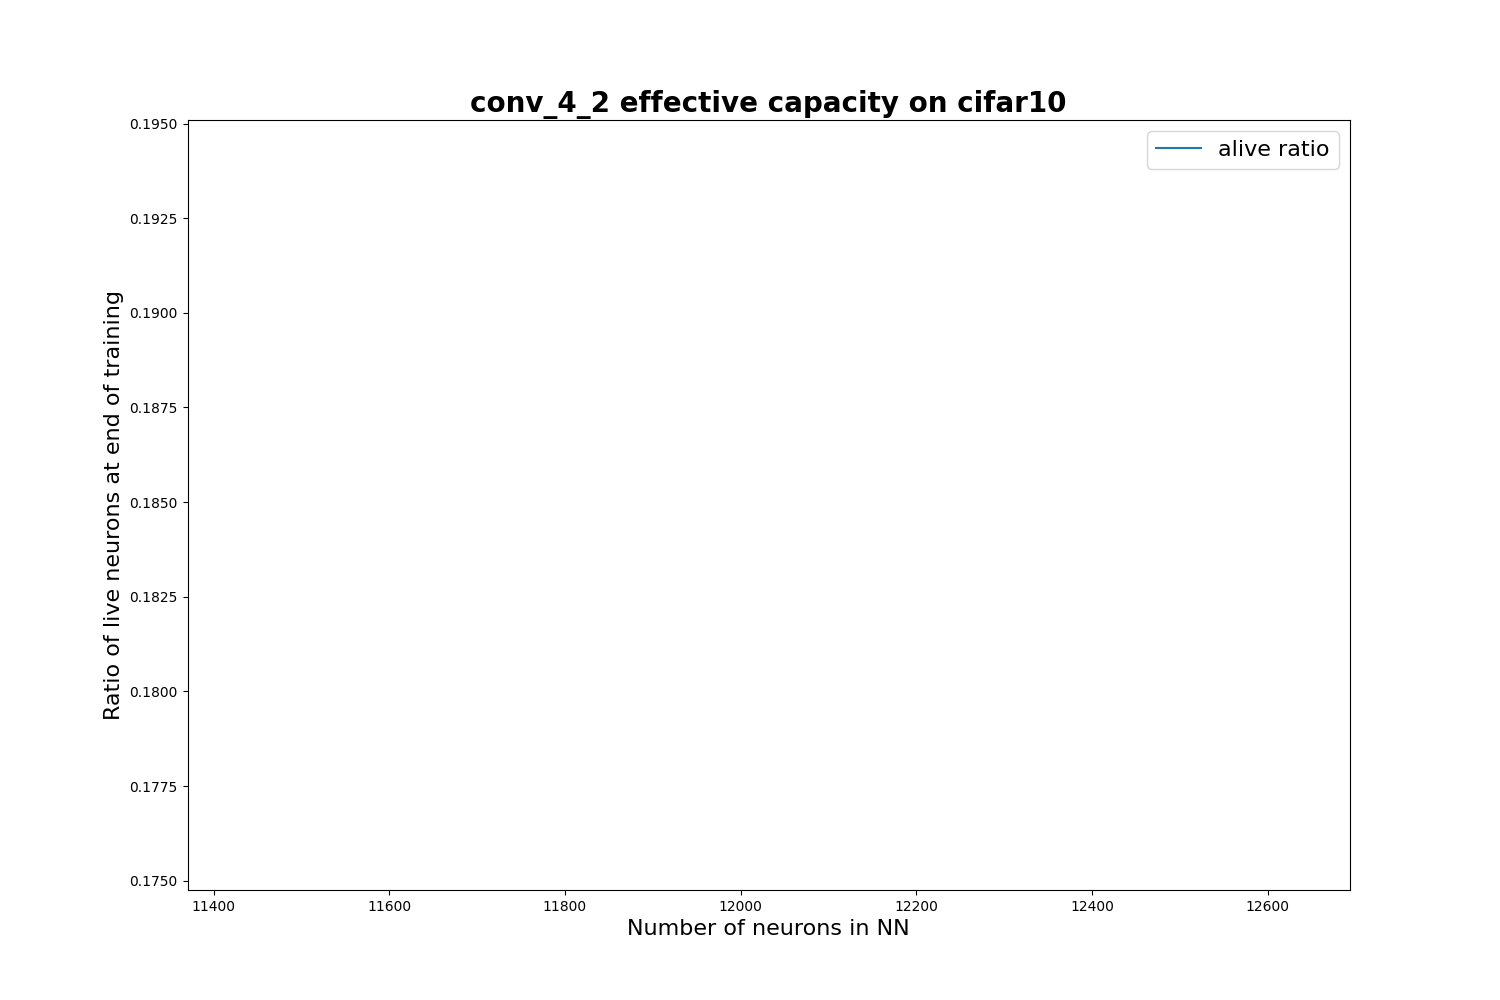 conv_4_2 effective capacity on cifar10
alive ratio
Ratio of live neurons at end of training
0.1950
0.1925
0.1900
0.1875
0.1850
0.1825
0.1800
0.1775
0.1750
11400 11600 11800 12000 12200 12400 12600
Number of neurons in NN